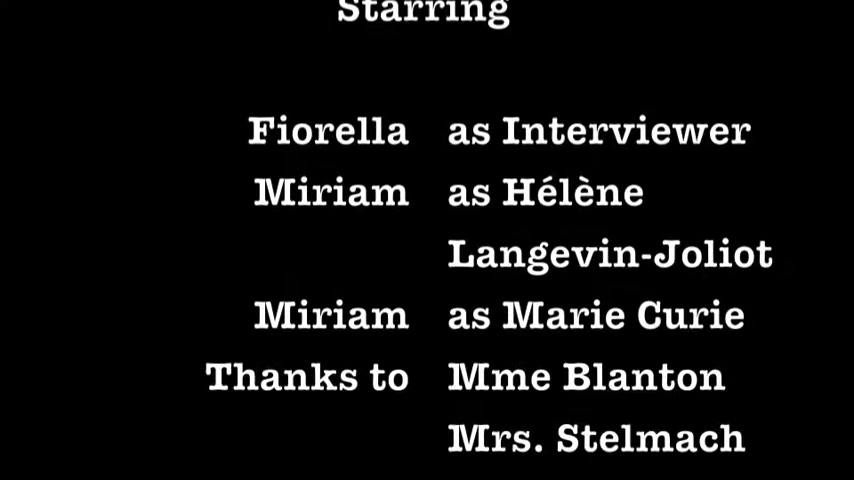 Starring
Fiorella as Interviewer
Miriam as Hélène
Langevin-Joliot
Miriam as Marie Curie
Thanks to Mme Blanton
Mrs. Stelmach